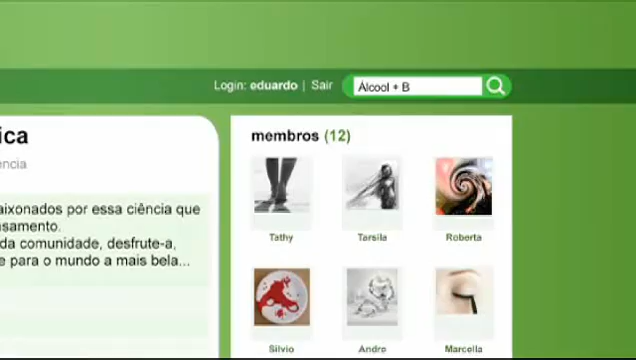 Login: eduardo | Sair
Álcool + B
ica
ência
membros (12)
aixonados por essa ciência que
samento.
da comunidade, desfrute-a,
e para o mundo a mais bela...
Tathy
Tarsila
Roberta
Silvio
Andre
Marcella